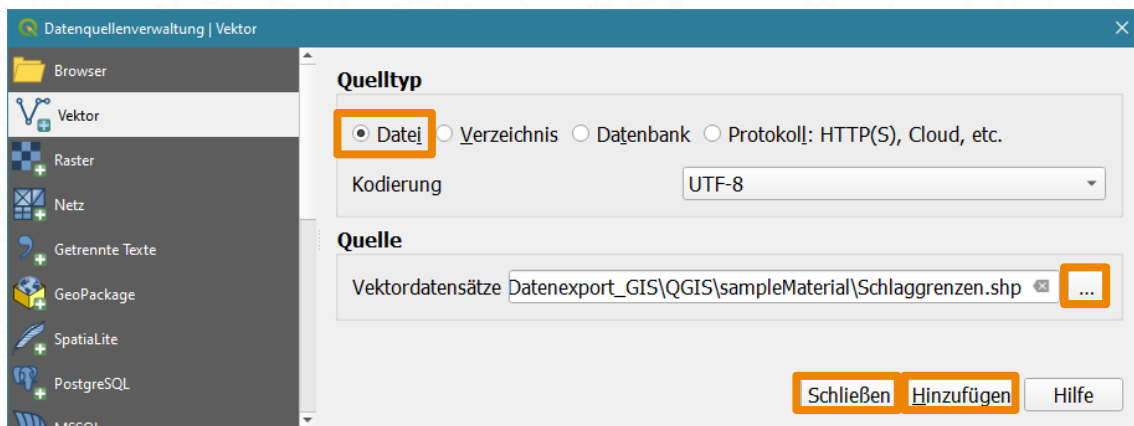 Datenquellenverwaltung | Vektor
Browser
Vektor
Raster
Netz
Getrennte Texte
GeoPackage
SpatiaLite
PostgreSQL
MSSQL
Quelltyp
Datei Verzeichnis Datenbank Protokoll: HTTP(S), Cloud, etc.
Kodierung UTF-8
Quelle
Vektordatensätze Datenexport_GIS\QGIS\sampleMaterial\Schlaggrenzen.shp ...
Schließen Hinzufügen Hilfe